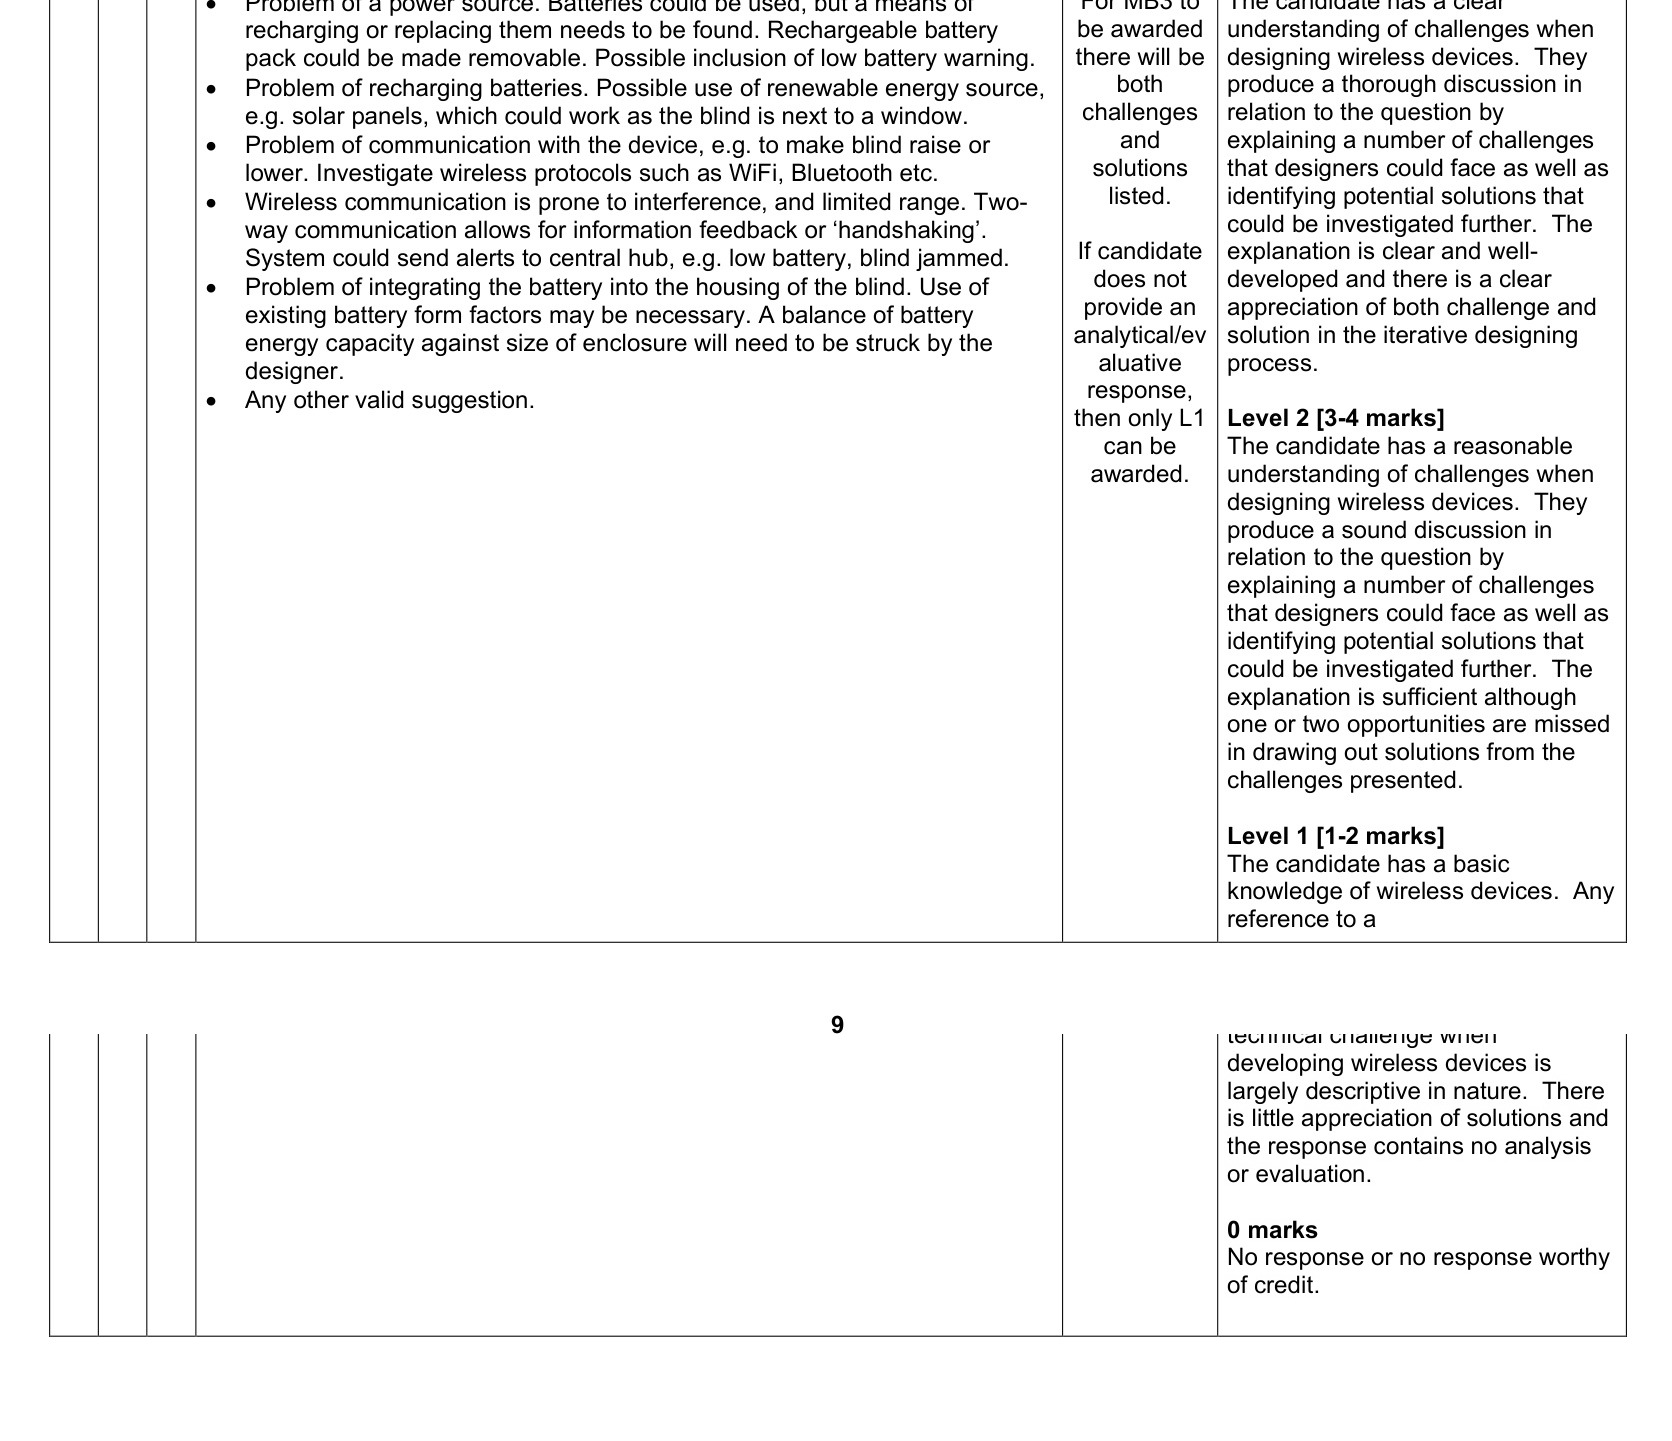 • Problem of a power source. Batteries could be used, but a means of
recharging or replacing them needs to be found. Rechargeable battery
pack could be made removable. Possible inclusion of low battery warning.
• Problem of recharging batteries. Possible use of renewable energy source,
e.g. solar panels, which could work as the blind is next to a window.
• Problem of communication with the device, e.g. to make blind raise or
lower. Investigate wireless protocols such as WiFi, Bluetooth etc.
• Wireless communication is prone to interference, and limited range. Two-
way communication allows for information feedback or ‘handshaking’.
System could send alerts to central hub, e.g. low battery, blind jammed.
• Problem of integrating the battery into the housing of the blind. Use of
existing battery form factors may be necessary. A balance of battery
energy capacity against size of enclosure will need to be struck by the
designer.
• Any other valid suggestion.
For MB3 to
be awarded
there will be
both
challenges
and
solutions
listed.
If candidate
does not
provide an
analytical/ev
aluative
response,
then only L1
can be
awarded.
The candidate has a clear
understanding of challenges when
designing wireless devices.  They
produce a thorough discussion in
relation to the question by
explaining a number of challenges
that designers could face as well as
identifying potential solutions that
could be investigated further.  The
explanation is clear and well-
developed and there is a clear
appreciation of both challenge and
solution in the iterative designing
process.
Level 2 [3-4 marks]
The candidate has a reasonable
understanding of challenges when
designing wireless devices.  They
produce a sound discussion in
relation to the question by
explaining a number of challenges
that designers could face as well as
identifying potential solutions that
could be investigated further.  The
explanation is sufficient although
one or two opportunities are missed
in drawing out solutions from the
challenges presented.
Level 1 [1-2 marks]
The candidate has a basic
knowledge of wireless devices.  Any
reference to a
9
technical challenge when
developing wireless devices is
largely descriptive in nature.  There
is little appreciation of solutions and
the response contains no analysis
or evaluation.
0 marks
No response or no response worthy
of credit.